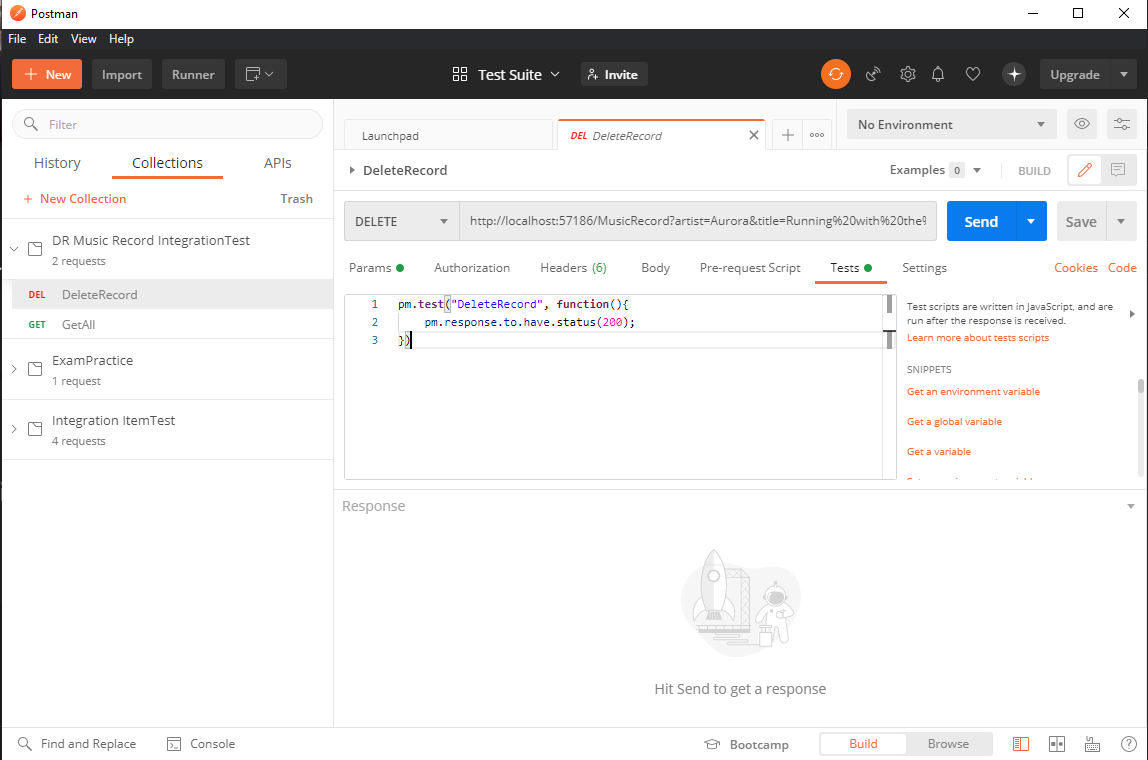 Postman
File Edit View Help
New Import Runner Test Suite Invite Upgrade
Filter
History Collections APIs
New Collection Trash
DR Music Record IntegrationTest
2 requests
DEL DeleteRecord
GET GetAll
ExamPractice
1 request
Integration ItemTest
4 requests
Launchpad DEL DeleteRecord No Environment
DeleteRecord Examples 0 BUILD
DELETE http://localhost:57186/MusicRecord?artist=Aurora&title=Running%20with%20the% Send Save
Params Authorization Headers (6) Body Pre-request Script Tests Settings Cookies Code
1 pm.test("DeleteRecord", function(){
2 pm.response.to.have.status(200);
3 })
Test scripts are written in JavaScript, and are
run after the response is received.
Learn more about tests scripts
SNIPPETS
Get an environment variable
Get a global variable
Get a variable
Response
Hit Send to get a response
Find and Replace Console Bootcamp Build Browse